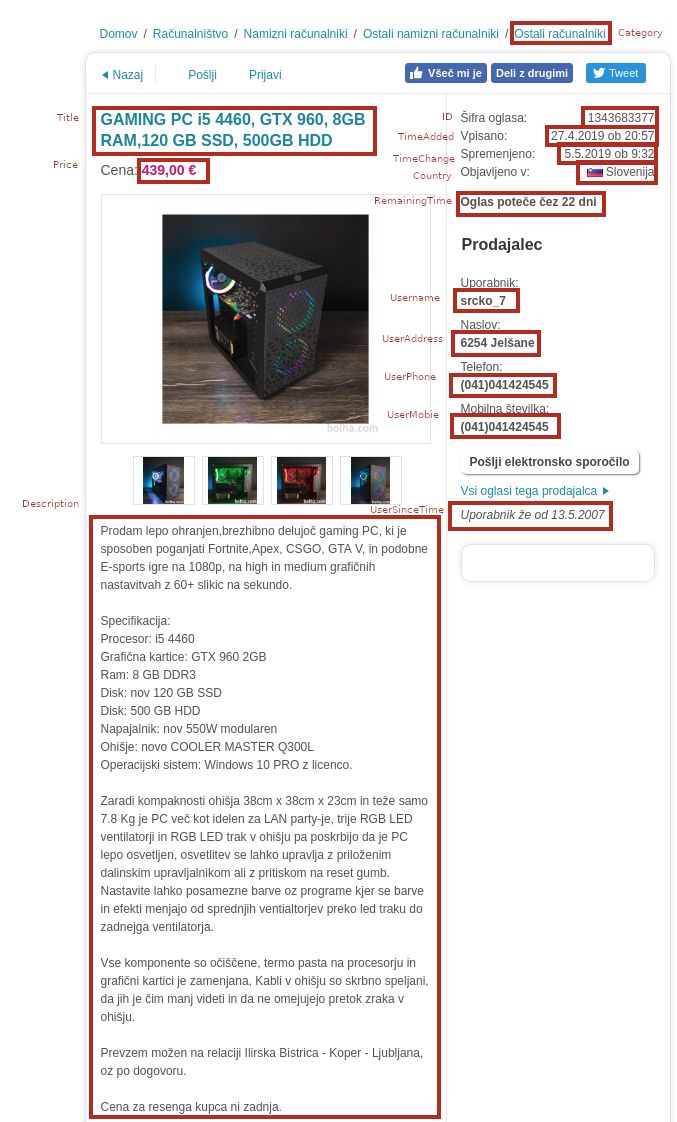 Domov / Računalništvo / Namizni računalniki / Ostali namizni računalniki / Ostali računalniki
Category
Nazaj
Pošlji
Prijavi
Všeč mi je
Deli z drugimi
Tweet
Title
GAMING PC i5 4460, GTX 960, 8GB
RAM,120 GB SSD, 500GB HDD
Price
Cena: 439,00 €
ID
Šifra oglasa: 1343683377
TimeAdded
Vpisano: 27.4.2019 ob 20:57
TimeChange
Spremenjeno: 5.5.2019 ob 9:32
Country
Objavljeno v: Slovenija
RemainingTime
Oglas poteče čez 22 dni
Prodajalec
Uporabnik:
Username
srcko_7
Naslov:
UserAddress
6254 Jelšane
Telefon:
UserPhone
(041)041424545
Mobilna številka:
UserMobie
(041)041424545
bolha.com
Pošlji elektronsko sporočilo
Vsi oglasi tega prodajalca
UserSinceTime
Uporabnik že od 13.5.2007
bolha.com
bolha.com
bolha.com
bolha.com
Description
Prodam lepo ohranjen,brezhibno delujoč gaming PC, ki je
sposoben poganjati Fortnite,Apex, CSGO, GTA V, in podobne
E-sports igre na 1080p, na high in medium grafičnih
nastavitvah z 60+ slikic na sekundo.
Specifikacija:
Procesor: i5 4460
Grafična kartice: GTX 960 2GB
Ram: 8 GB DDR3
Disk: nov 120 GB SSD
Disk: 500 GB HDD
Napajalnik: nov 550W modularen
Ohišje: novo COOLER MASTER Q300L
Operacijski sistem: Windows 10 PRO z licenco.
Zaradi kompaknosti ohišja 38cm x 38cm x 23cm in teže samo
7.8 Kg je PC več kot idelen za LAN party-je, trije RGB LED
ventilatorji in RGB LED trak v ohišju pa poskrbijo da je PC
lepo osvetljen, osvetlitev se lahko upravlja z priloženim
dalinskim upravljalnikom ali z pritiskom na reset gumb.
Nastavite lahko posamezne barve oz programe kjer se barve
in efekti menjajo od sprednjih ventialtorjev preko led traku do
zadnjega ventilatorja.
Vse komponente so očiščene, termo pasta na procesorju in
grafični kartici je zamenjana, Kabli v ohišju so skrbno speljani,
da jih je čim manj videti in da ne omejujejo pretok zraka v
ohišju.
Prevzem možen na relaciji Ilirska Bistrica - Koper - Ljubljana,
oz po dogovoru.
Cena za resenga kupca ni zadnja.